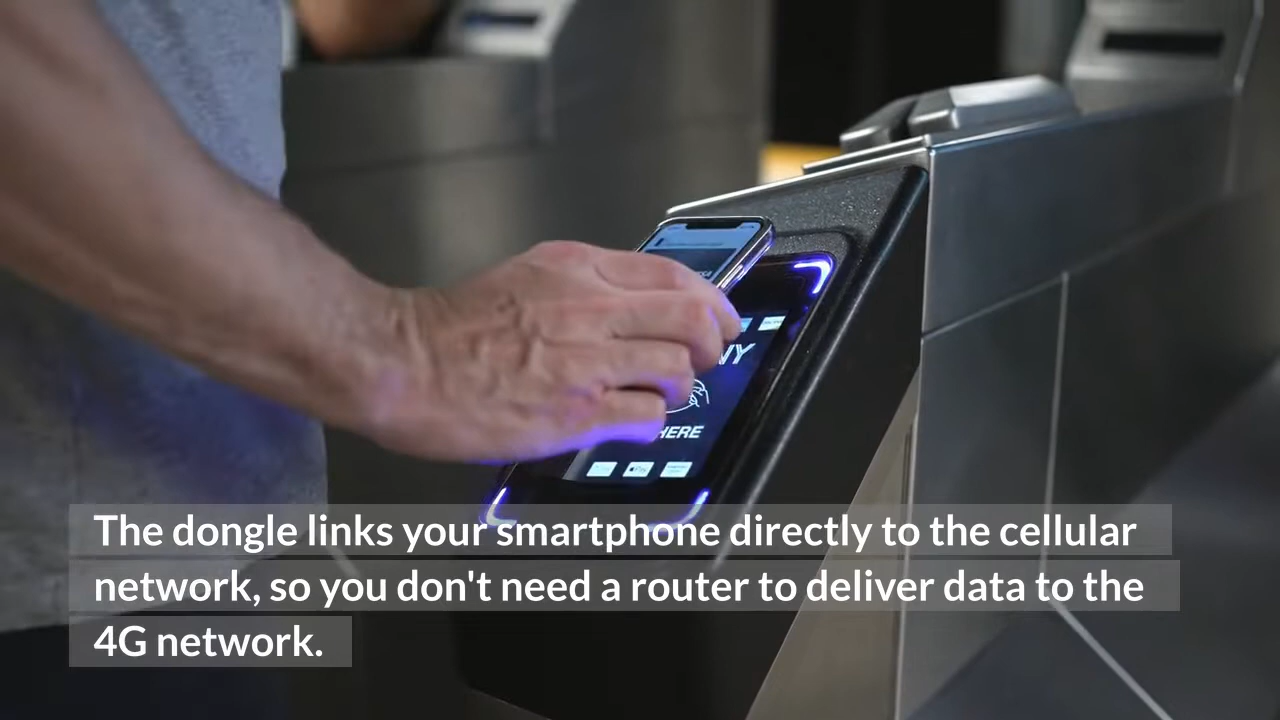 NY
HERE
The dongle links your smartphone directly to the cellular
network, so you don't need a router to deliver data to the
4G network.